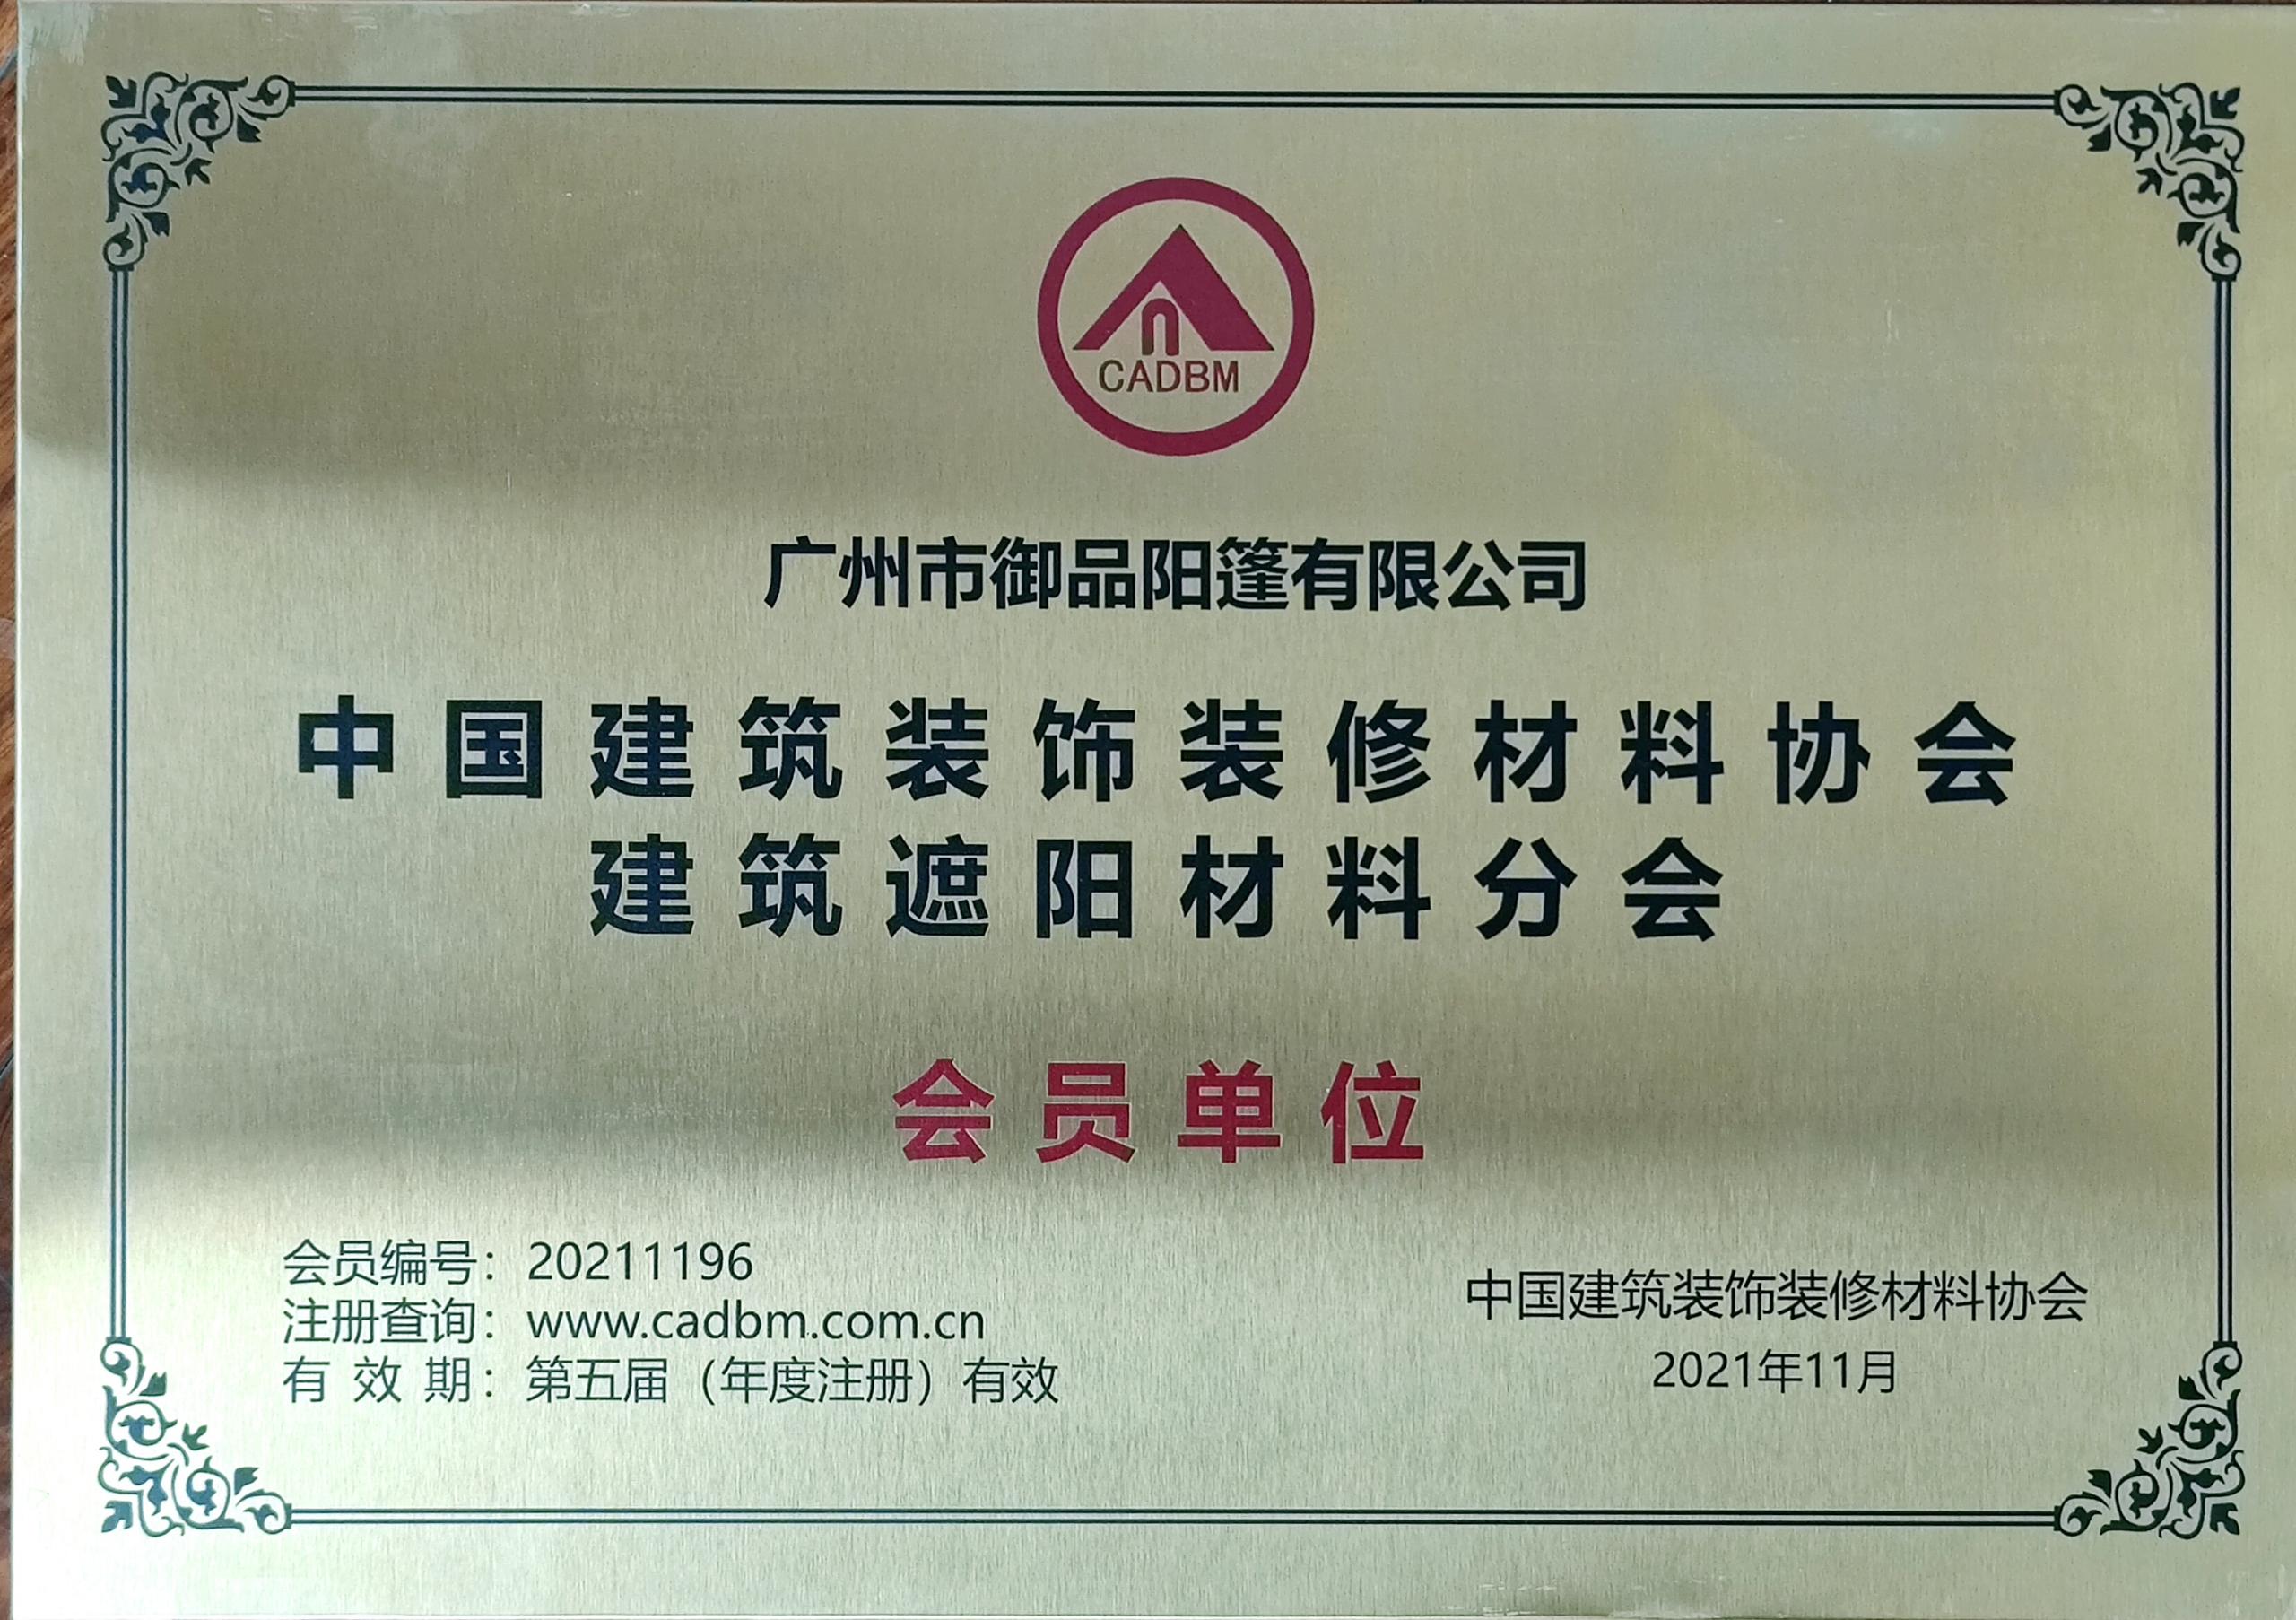 CADBM
广州市御品阳篷有限公司
中国建筑装饰装修材料协会
建筑遮阳材料分会
会员单位
会员编号：20211196
注册查询：www.cadbm.com.cn
有效期：第五届（年度注册）有效
中国建筑装饰装修材料协会
2021年11月